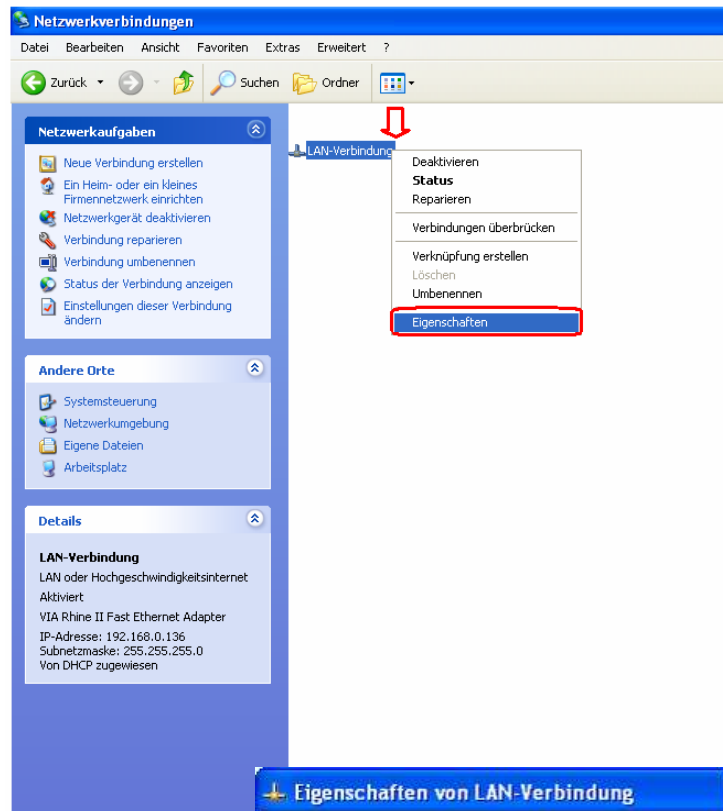 Netzwerkverbindungen
Datei Bearbeiten Ansicht Favoriten Extras Erweitert ?
Zurück Suchen Ordner
Netzwerkaufgaben
Neue Verbindung erstellen
Ein Heim- oder ein kleines
Firmennetzwerk einrichten
Netzwerkgerät deaktivieren
Verbindung reparieren
Verbindung umbenennen
Status der Verbindung anzeigen
Einstellungen dieser Verbindung
ändern
Andere Orte
Systemsteuerung
Netzwerkumgebung
Eigene Dateien
Arbeitsplatz
Details
LAN-Verbindung
LAN oder Hochgeschwindigkeitsinternet
Aktiviert
VIA Rhine II Fast Ethernet Adapter
IP-Adresse: 192.168.0.136
Subnetzmaske: 255.255.255.0
Von DHCP zugewiesen
LAN-Verbindung
Deaktivieren
Status
Reparieren
Verbindungen überbrücken
Verknüpfung erstellen
Löschen
Umbenennen
Eigenschaften
Eigenschaften von LAN-Verbindung